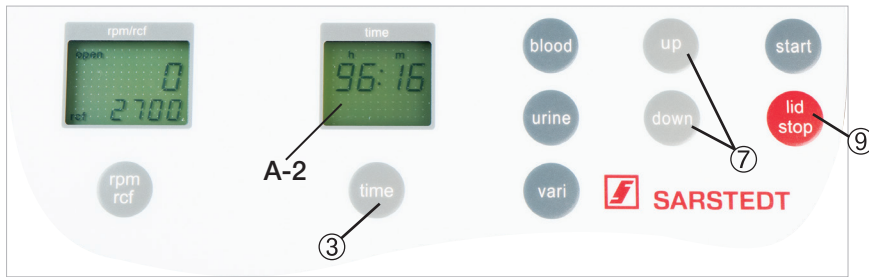 rpm/rcf
open
0
rcf 2700
rpm
rcf
time
h m
96:16
A-2
time
③
blood
urine
vari
up
down
⑦
start
lid
stop
⑨
SARSTEDT